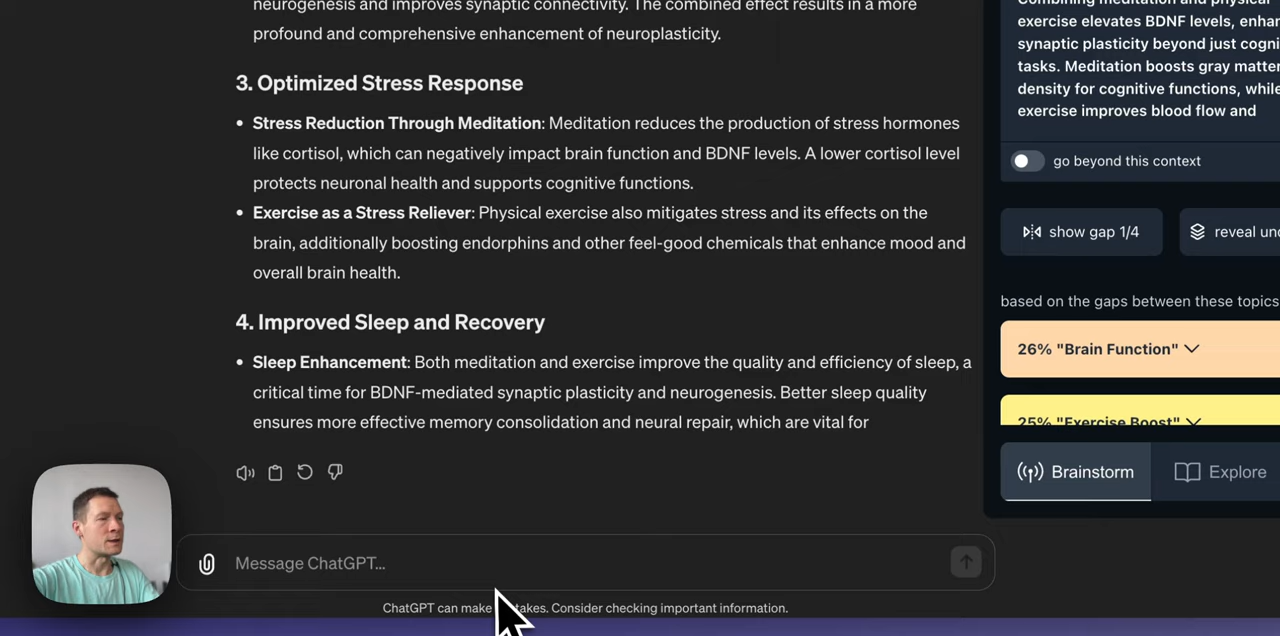 neurogenesis and improves synaptic connectivity. The combined effect results in a more
profound and comprehensive enhancement of neuroplasticity.
3. Optimized Stress Response
• Stress Reduction Through Meditation: Meditation reduces the production of stress hormones
like cortisol, which can negatively impact brain function and BDNF levels. A lower cortisol level
protects neuronal health and supports cognitive functions.
• Exercise as a Stress Reliever: Physical exercise also mitigates stress and its effects on the
brain, additionally boosting endorphins and other feel-good chemicals that enhance mood and
overall brain health.
4. Improved Sleep and Recovery
• Sleep Enhancement: Both meditation and exercise improve the quality and efficiency of sleep, a
critical time for BDNF-mediated synaptic plasticity and neurogenesis. Better sleep quality
ensures more effective memory consolidation and neural repair, which are vital for
Message ChatGPT...
ChatGPT can make takes. Consider checking important information.
Combining meditation and physical
exercise elevates BDNF levels, enhan
synaptic plasticity beyond just cogni
tasks. Meditation boosts gray matter
density for cognitive functions, while
exercise improves blood flow and
go beyond this context
show gap 1/4
reveal und
based on the gaps between these topics
26% "Brain Function"
25% "Exercise Boost"
Brainstorm
Explore